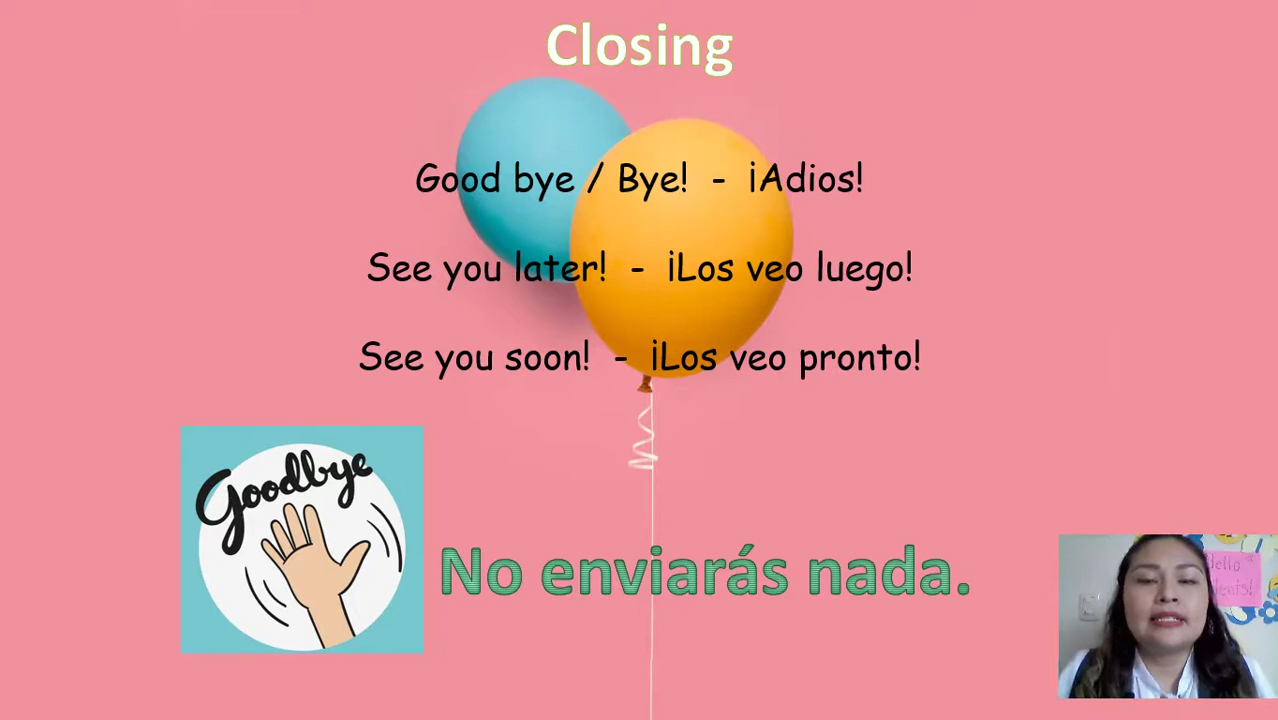 Closing
Good bye / Bye! - ¡Adios!
See you later! - ¡Los veo luego!
See you soon! - ¡Los veo pronto!
Goodbye
No enviarás nada.
Hello